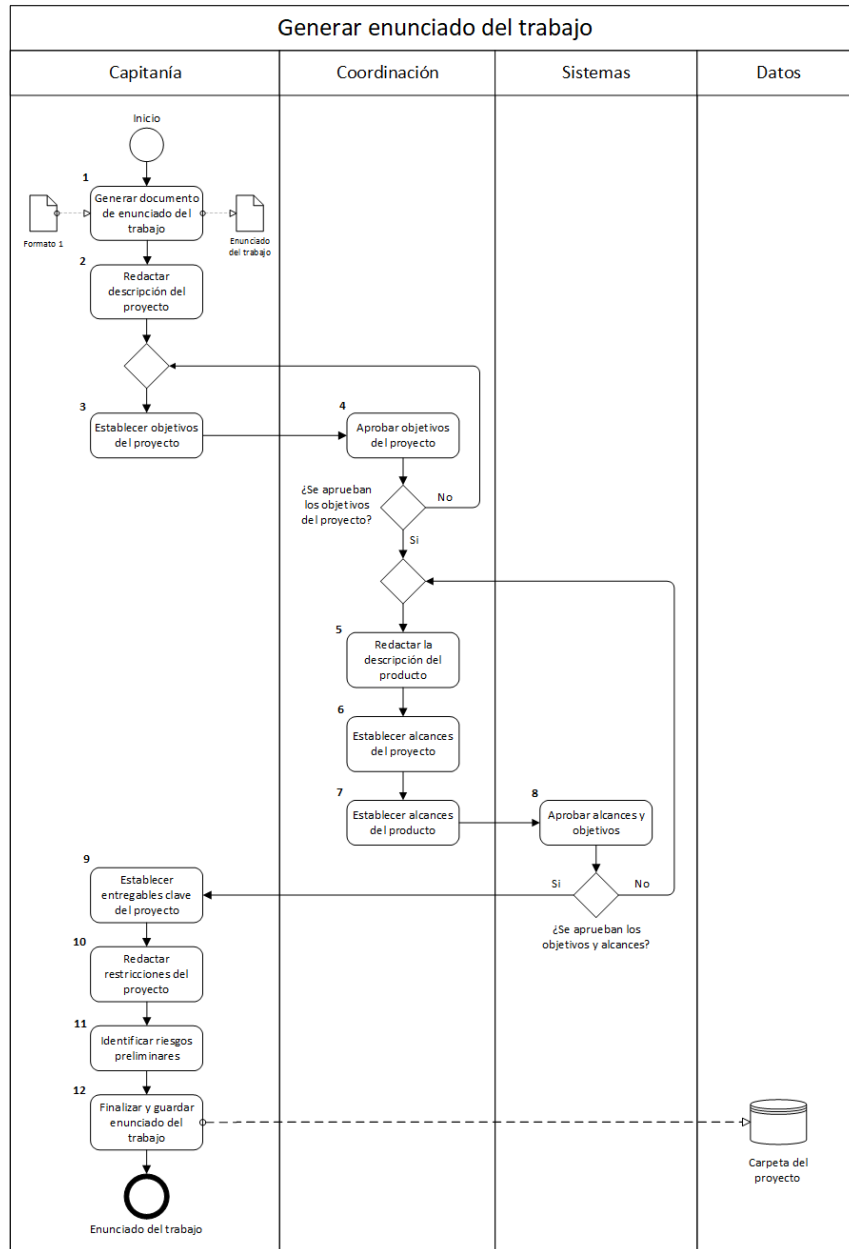 Generar enunciado del trabajo
Capitanía
Coordinación
Sistemas
Datos
Inicio
1
Generar documento
de enunciado del
trabajo
Formato 1
Enunciado
del trabajo
2
Redactar
descripción del
proyecto
3
Establecer objetivos
del proyecto
4
Aprobar objetivos
del proyecto
¿Se aprueban
los objetivos
del proyecto?
No
Si
5
Redactar la
descripción del
producto
6
Establecer alcances
del proyecto
7
Establecer alcances
del producto
8
Aprobar alcances y
objetivos
Si
No
¿Se aprueban los
objetivos y alcances?
9
Establecer
entregables clave
del proyecto
10
Redactar
restricciones del
proyecto
11
Identificar riesgos
preliminares
12
Finalizar y guardar
enunciado del
trabajo
Carpeta del
proyecto
Enunciado del trabajo